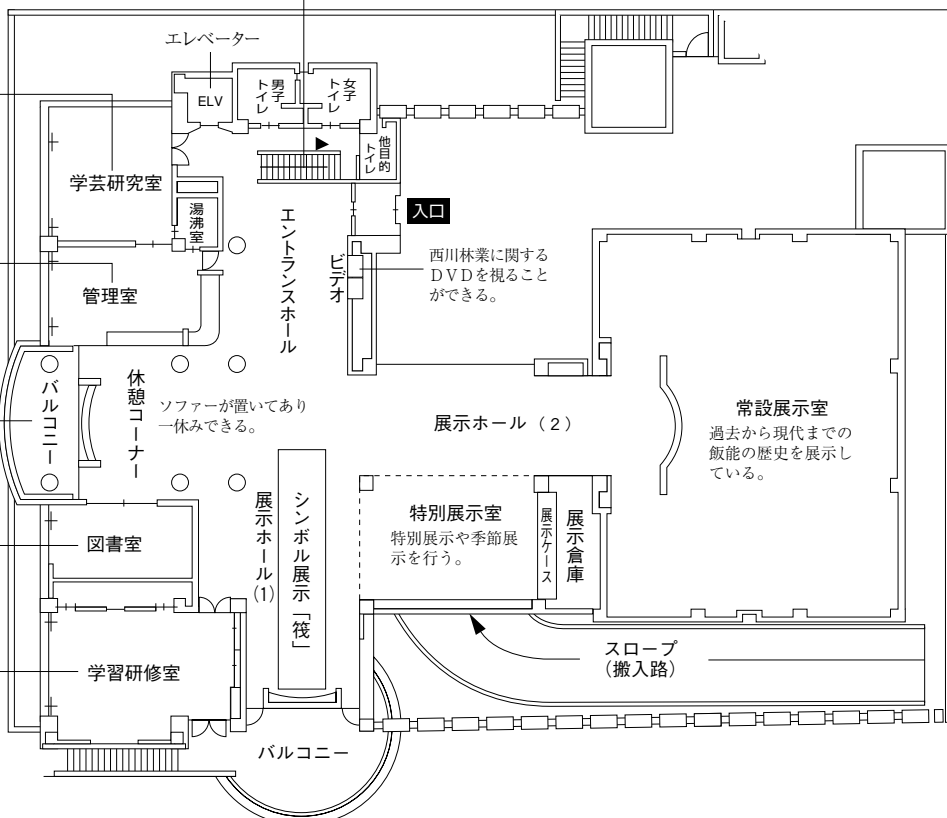 エレベーター
ELV
男子
トイレ
女子
トイレ
他目的
トイレ
学芸研究室
湯沸室
入口
エントランスホール
ビデオ
西川林業に関する
DVDを視ること
ができる。
管理室
バルコニー
休憩コーナー
ソファーが置いてあり
一休みできる。
展示ホール(2)
常設展示室
過去から現代までの
飯能の歴史を展示し
ている。
図書室
展示ホール(1)
シンボル展示「筏」
特別展示室
特別展示や季節展
示を行う。
展示ケース
展示倉庫
学習研修室
スロープ
(搬入路)
バルコニー